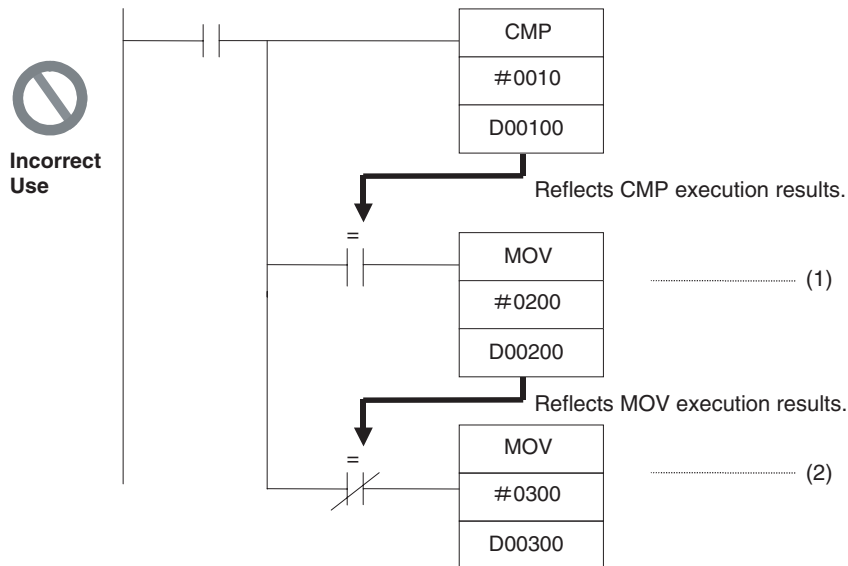 CMP
#0010
D00100
Incorrect
Use
Reflects CMP execution results.
=
MOV
(1)
#0200
D00200
Reflects MOV execution results.
=
MOV
(2)
#0300
D00300